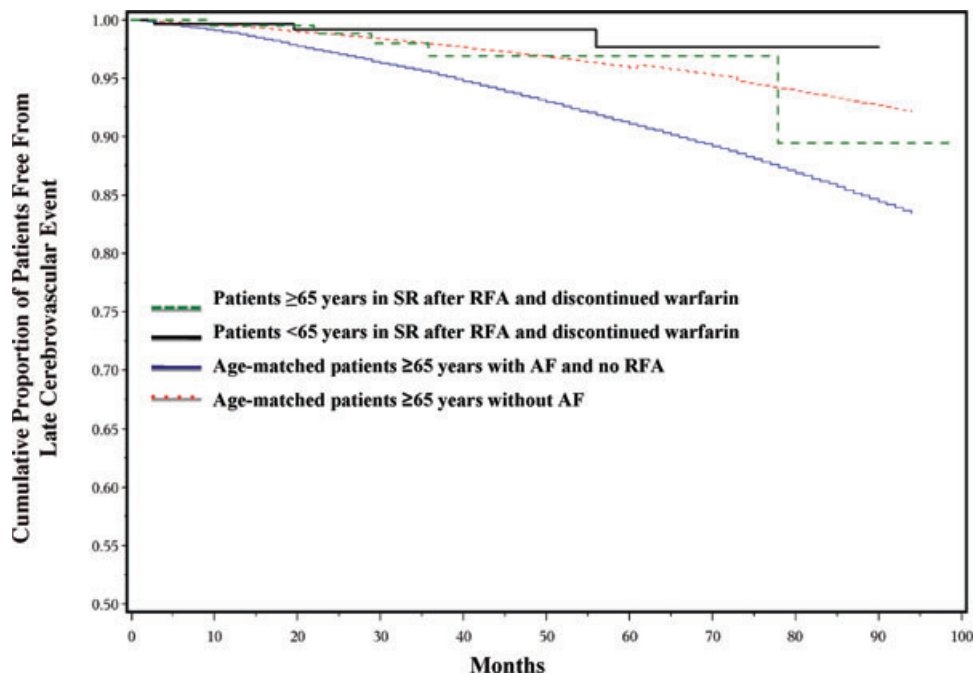 Cumulative Proportion of Patients Free From
Late Cerebrovascular Event
1.00
0.95
0.90
0.85
0.80
0.75
0.70
0.65
0.60
0.55
0.50
Patients ≥65 years in SR after RFA and discontinued warfarin
Patients <65 years in SR after RFA and discontinued warfarin
Age-matched patients ≥65 years with AF and no RFA
Age-matched patients ≥65 years without AF
0 10 20 30 40 50 60 70 80 90 100
Months